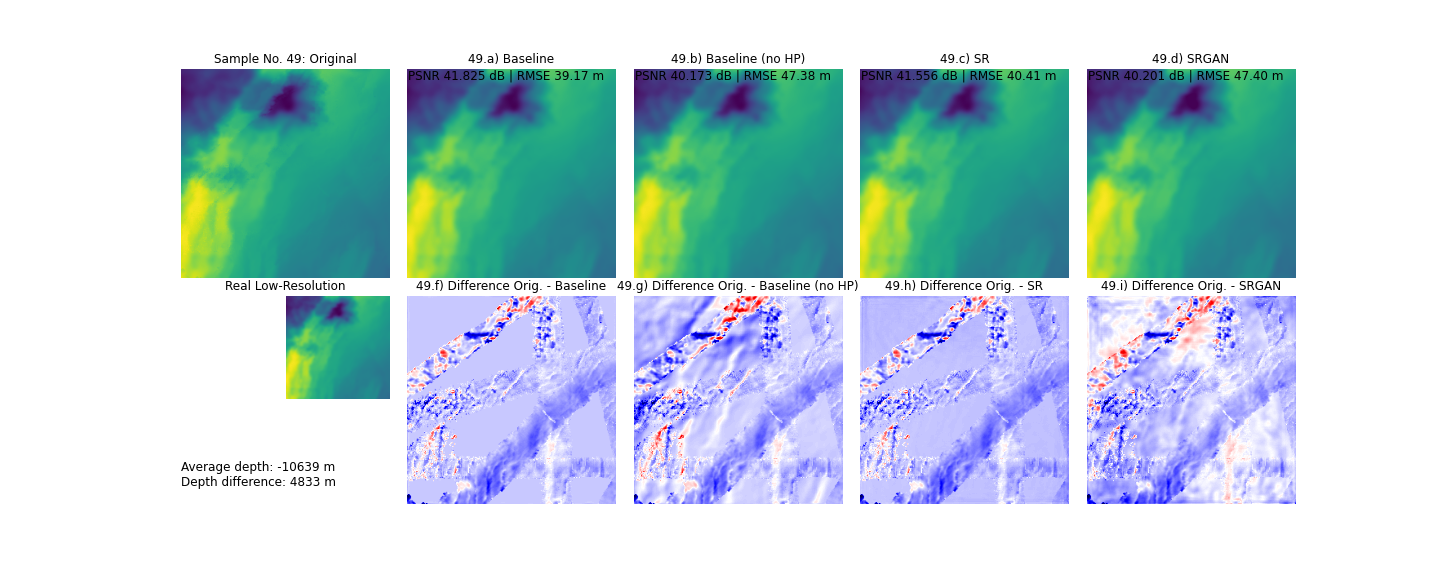 Sample No. 49: Original
49.a) Baseline
49.b) Baseline (no HP)
49.c) SR
49.d) SRGAN
PSNR 41.825 dB | RMSE 39.17 m
PSNR 40.173 dB | RMSE 47.38 m
PSNR 41.556 dB | RMSE 40.41 m
PSNR 40.201 dB | RMSE 47.40 m
Real Low-Resolution
49.f) Difference Orig. - Baseline
49.g) Difference Orig. - Baseline (no HP)
49.h) Difference Orig. - SR
49.i) Difference Orig. - SRGAN
Average depth: -10639 m
Depth difference: 4833 m